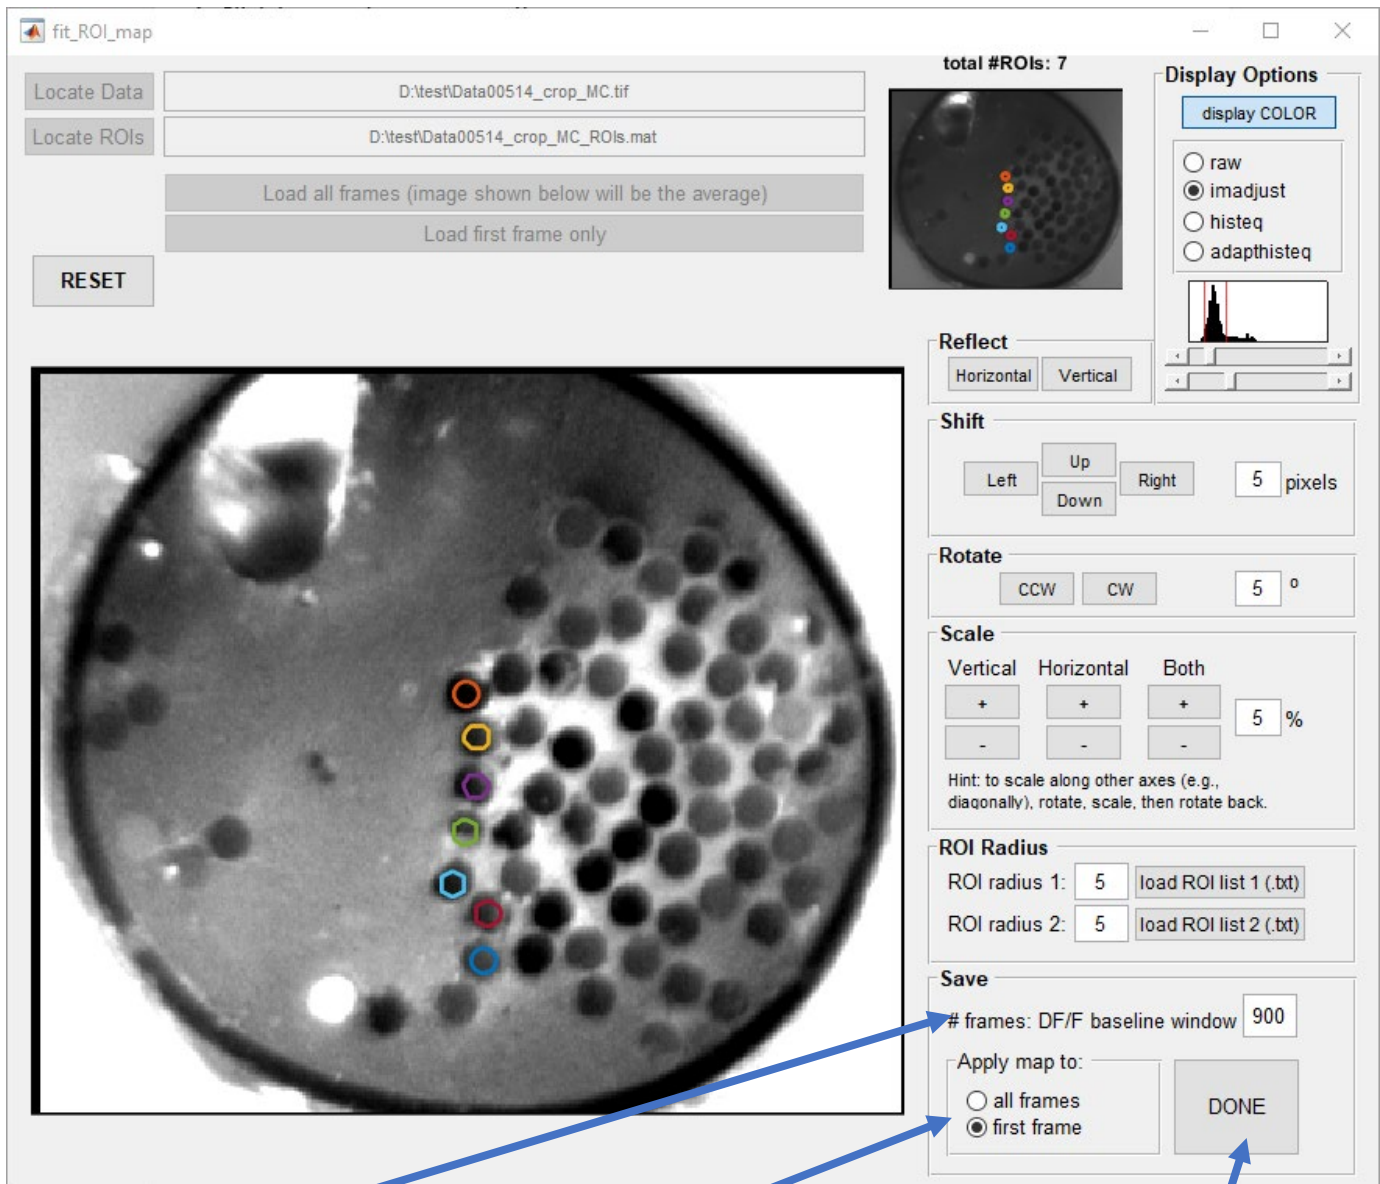 fit_ROI_map
Locate Data
D:\test\Data00514_crop_MC.tif
Locate ROIs
D:\test\Data00514_crop_MC_ROIs.mat
Load all frames (image shown below will be the average)
Load first frame only
RESET
total #ROIs: 7
Display Options
display COLOR
raw
imadjust
histeq
adapthisteq
Reflect
Horizontal Vertical
Shift
Up
Left Right 5 pixels
Down
Rotate
CCW CW 5 º
Scale
Vertical Horizontal Both
+ + +
5 %
- - -
Hint: to scale along other axes (e.g.,
diagonally), rotate, scale, then rotate back.
ROI Radius
ROI radius 1: 5 load ROI list 1 (.txt)
ROI radius 2: 5 load ROI list 2 (.txt)
Save
# frames: DF/F baseline window 900
Apply map to:
all frames
first frame
DONE